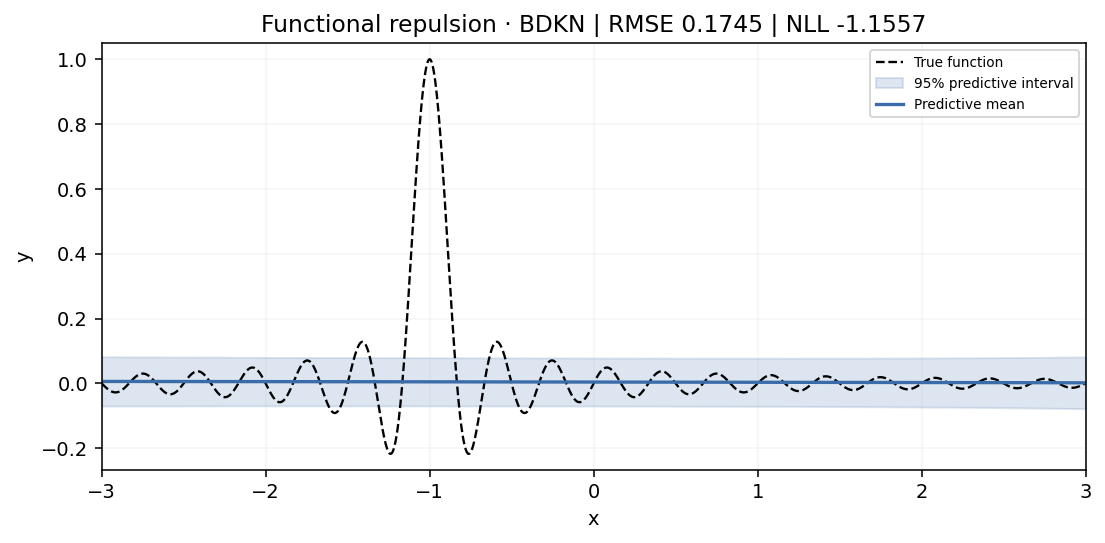 Functional repulsion · BDKN | RMSE 0.1745 | NLL -1.1557
True function
95% predictive interval
Predictive mean
1.0
0.8
0.6
0.4
0.2
0.0
−0.2
y
−3
−2
−1
0
1
2
3
x